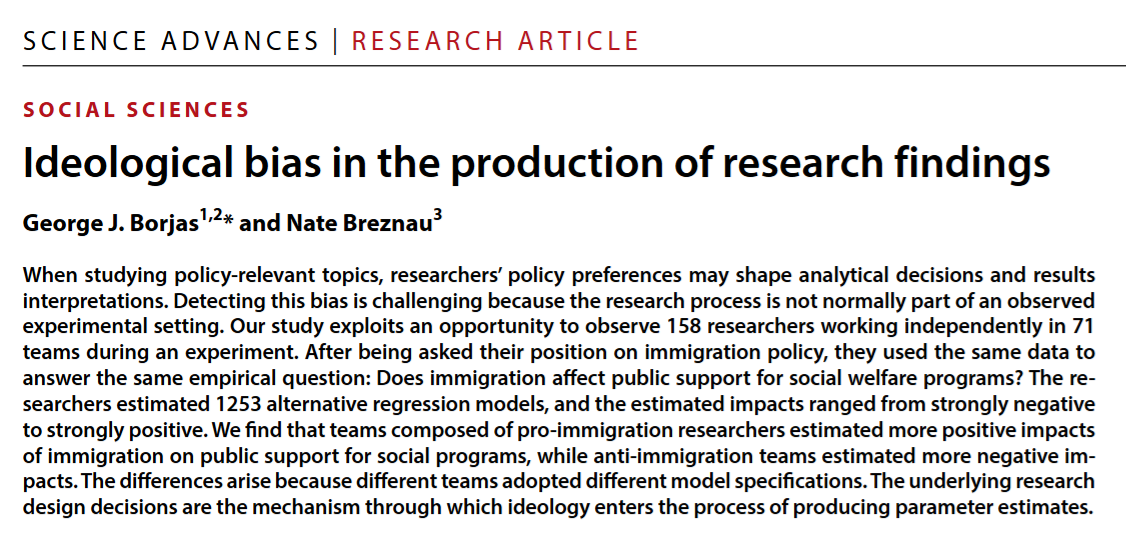 SCIENCE ADVANCES | RESEARCH ARTICLE
SOCIAL SCIENCES
Ideological bias in the production of research findings
George J. Borjas1,2* and Nate Breznau3
When studying policy-relevant topics, researchers’ policy preferences may shape analytical decisions and results
interpretations. Detecting this bias is challenging because the research process is not normally part of an observed
experimental setting. Our study exploits an opportunity to observe 158 researchers working independently in 71
teams during an experiment. After being asked their position on immigration policy, they used the same data to
answer the same empirical question: Does immigration affect public support for social welfare programs? The re-
searchers estimated 1253 alternative regression models, and the estimated impacts ranged from strongly negative
to strongly positive. We find that teams composed of pro-immigration researchers estimated more positive impacts
of immigration on public support for social programs, while anti-immigration teams estimated more negative im-
pacts. The differences arise because different teams adopted different model specifications. The underlying research
design decisions are the mechanism through which ideology enters the process of producing parameter estimates.